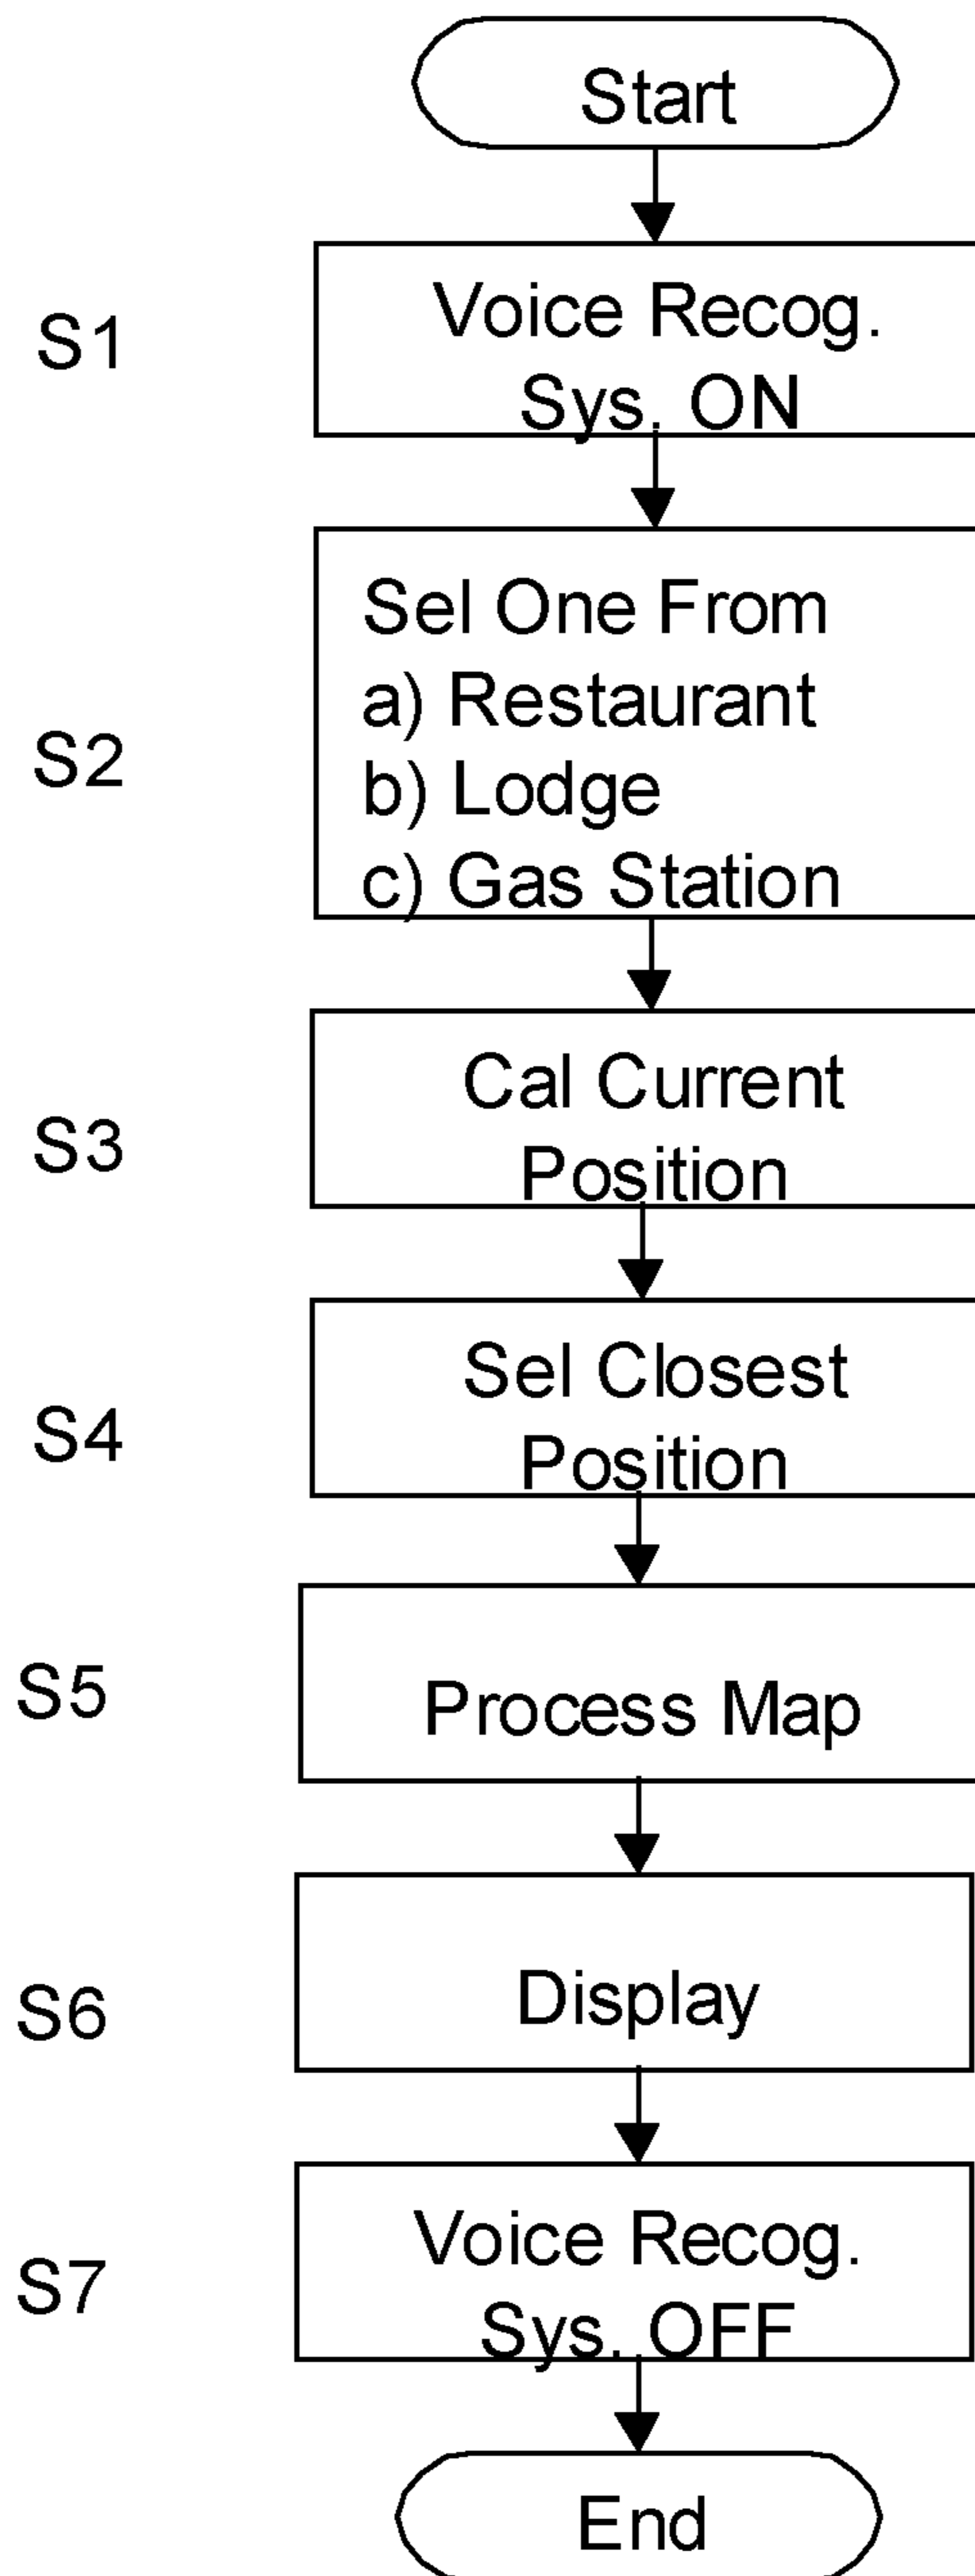 Start
S1
Voice Recog.
Sys. ON
S2
Sel One From
a) Restaurant
b) Lodge
c) Gas Station
S3
Cal Current
Position
S4
Sel Closest
Position
S5
Process Map
S6
Display
S7
Voice Recog.
Sys. OFF
End